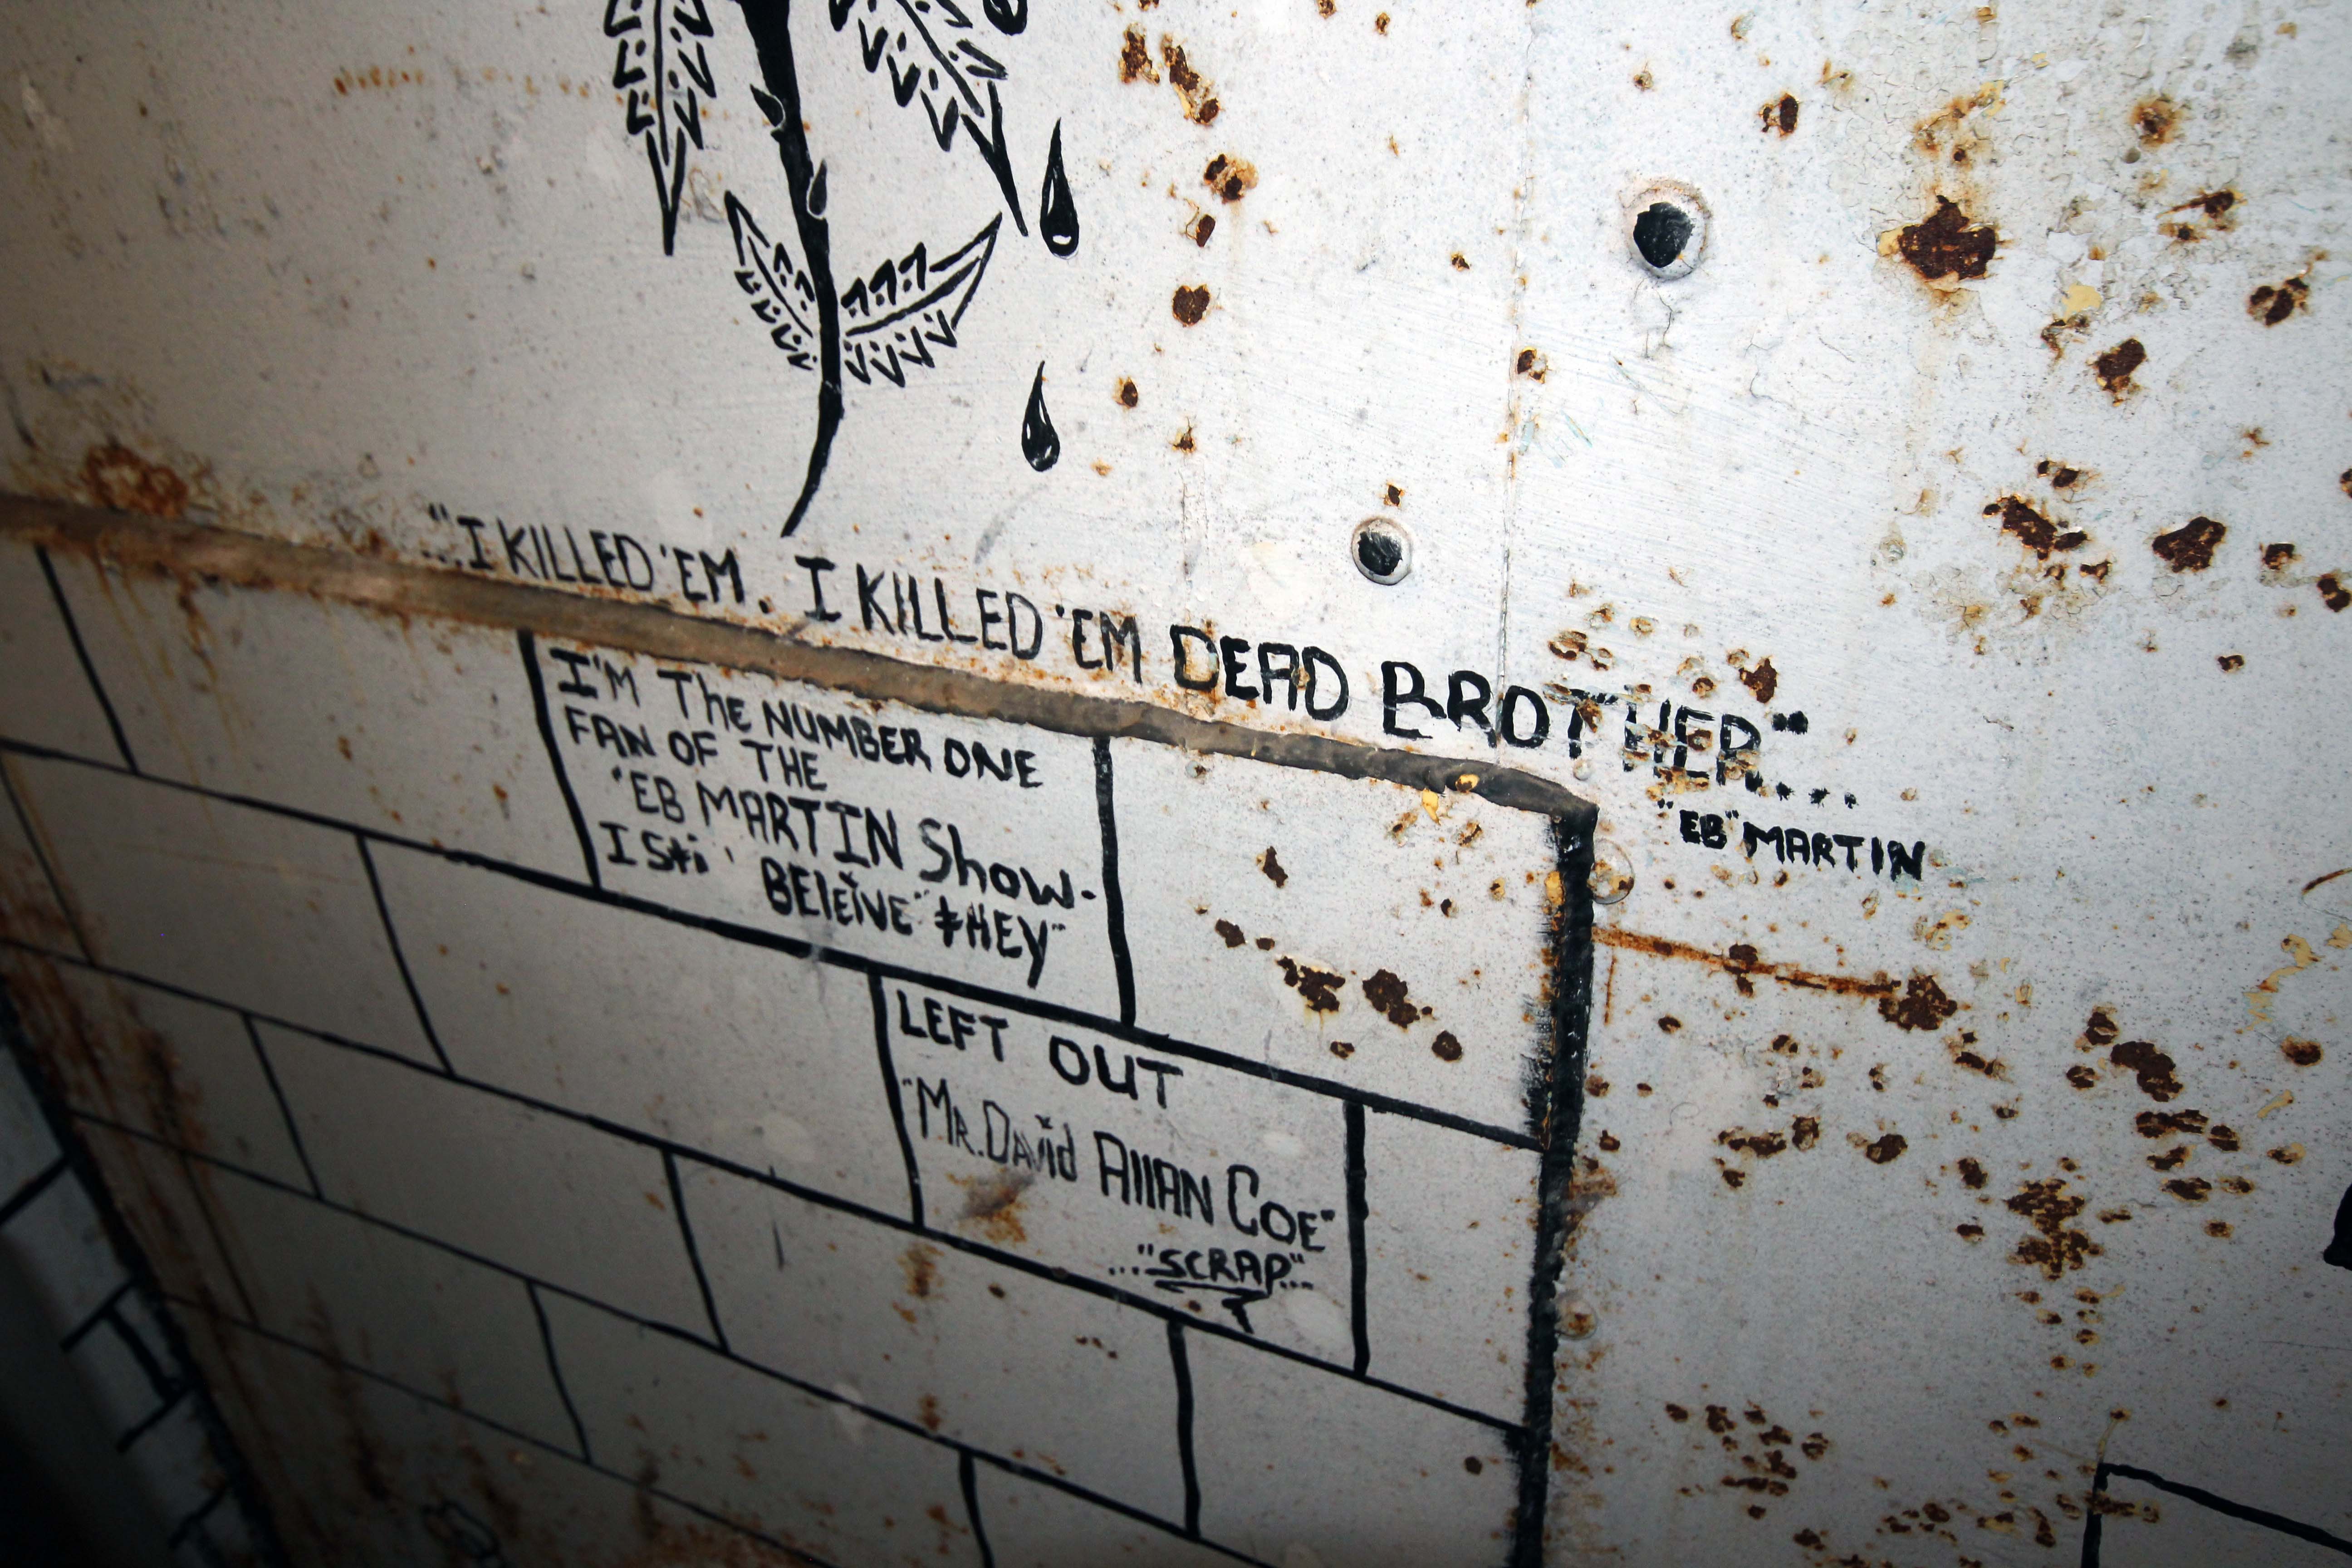 "I KILLED 'EM. I KILLED 'EM DEAD BROTHER"...
"EB" MARTIN
I'M The NUMBER ONE
FAN OF THE
"EB MARTIN Show.
I BELEIVE "HEY"
LEFT OUT
"MR. DAvid AllAN COE"
..."SCRAP"...